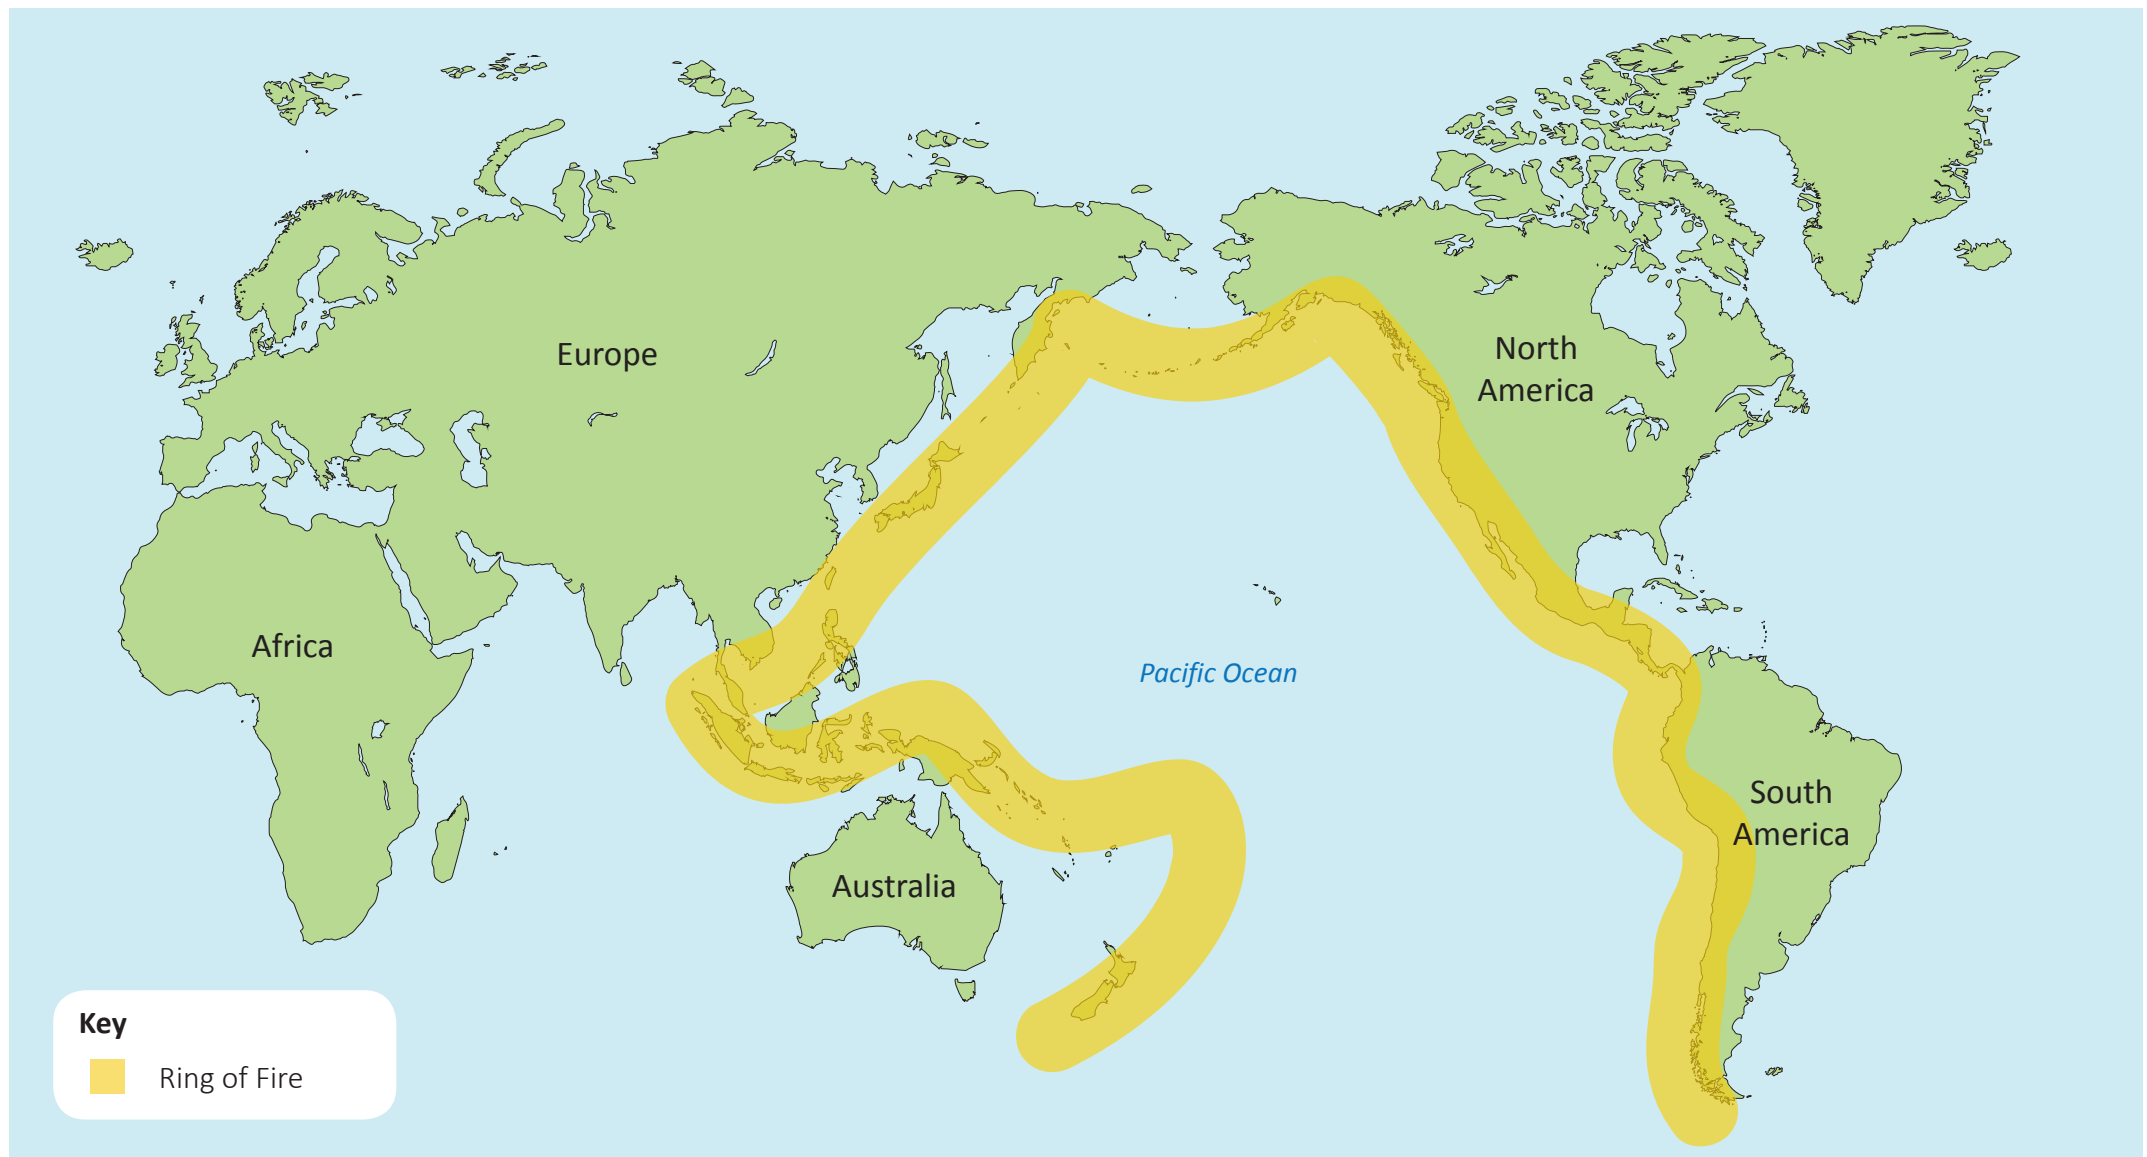 Europe
North
America
Africa
Pacific Ocean
South
America
Australia
Key
Ring of Fire